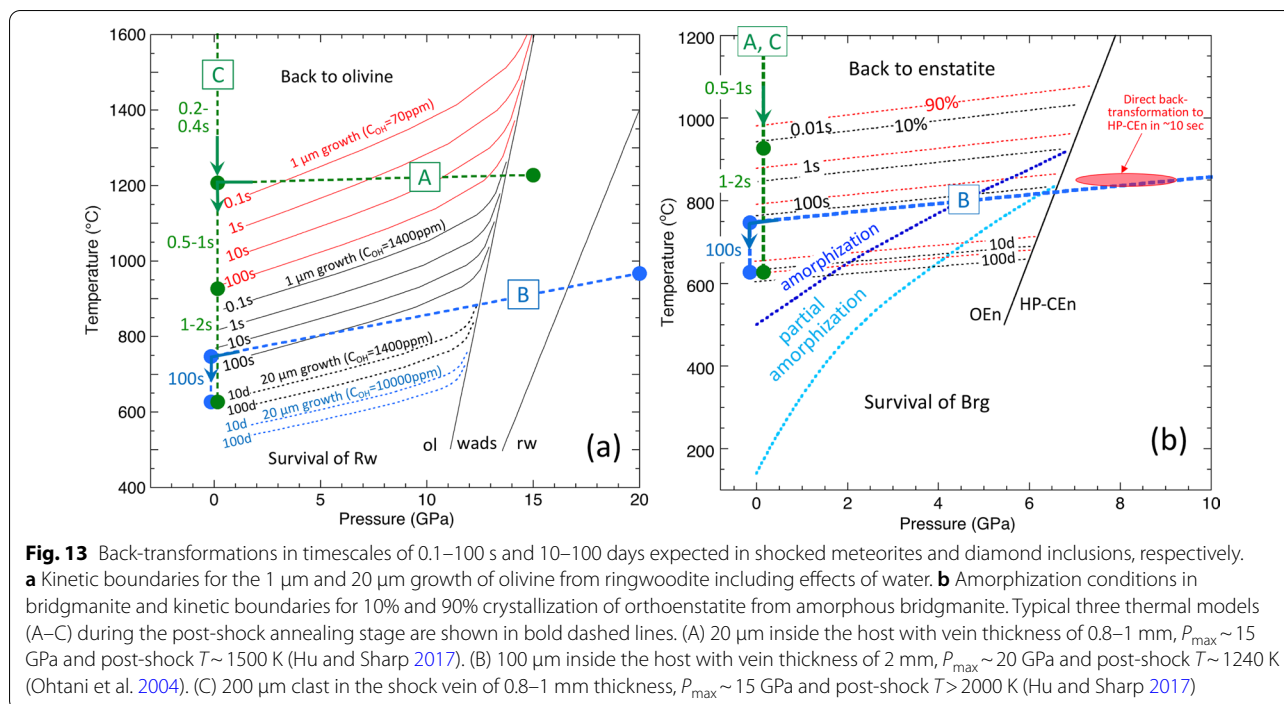 1600
1400
1200
1000
800
600
400
Temperature (°C)
0
5
10
15
20
Pressure (GPa)
C
Back to olivine
0.2-
0.4s
1 µm growth (COH=70ppm)
A
0.1s
1s
10s
100s
0.5-1s
1 µm growth (COH=1400ppm)
0.1s
1s
10s
100s
B
1-2s
100s
20 µm growth (COH=1400ppm)
10d
100d
20 µm growth (COH=10000ppm)
10d
100d
ol
wads
rw
Survival of Rw
(a)
1200
1000
800
600
400
200
Temperature (°C)
0
2
4
6
8
10
Pressure (GPa)
A, C
Back to enstatite
0.5-1s
90%
0.01s
10%
Direct back-
transformation to
HP-CEn in ~10 sec
1s
1-2s
100s
B
100s
10d
100d
amorphization
partial
amorphization
OEn
HP-CEn
Survival of Brg
(b)
Fig. 13 Back-transformations in timescales of 0.1–100 s and 10–100 days expected in shocked meteorites and diamond inclusions, respectively.
a Kinetic boundaries for the 1 µm and 20 µm growth of olivine from ringwoodite including effects of water. b Amorphization conditions in
bridgmanite and kinetic boundaries for 10% and 90% crystallization of orthoenstatite from amorphous bridgmanite. Typical three thermal models
(A–C) during the post-shock annealing stage are shown in bold dashed lines. (A) 20 µm inside the host with vein thickness of 0.8–1 mm, Pmax ~ 15
GPa and post-shock T ~ 1500 K (Hu and Sharp 2017). (B) 100 µm inside the host with vein thickness of 2 mm, Pmax ~ 20 GPa and post-shock T ~ 1240 K
(Ohtani et al. 2004). (C) 200 µm clast in the shock vein of 0.8–1 mm thickness, Pmax ~ 15 GPa and post-shock T > 2000 K (Hu and Sharp 2017)